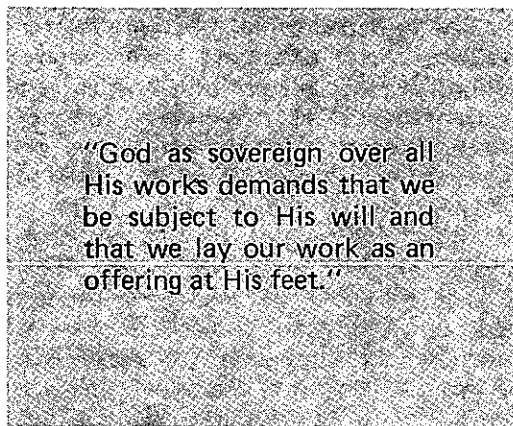 "God as sovereign over all
His works demands that we
be subject to His will and
that we lay our work as an
offering at His feet."